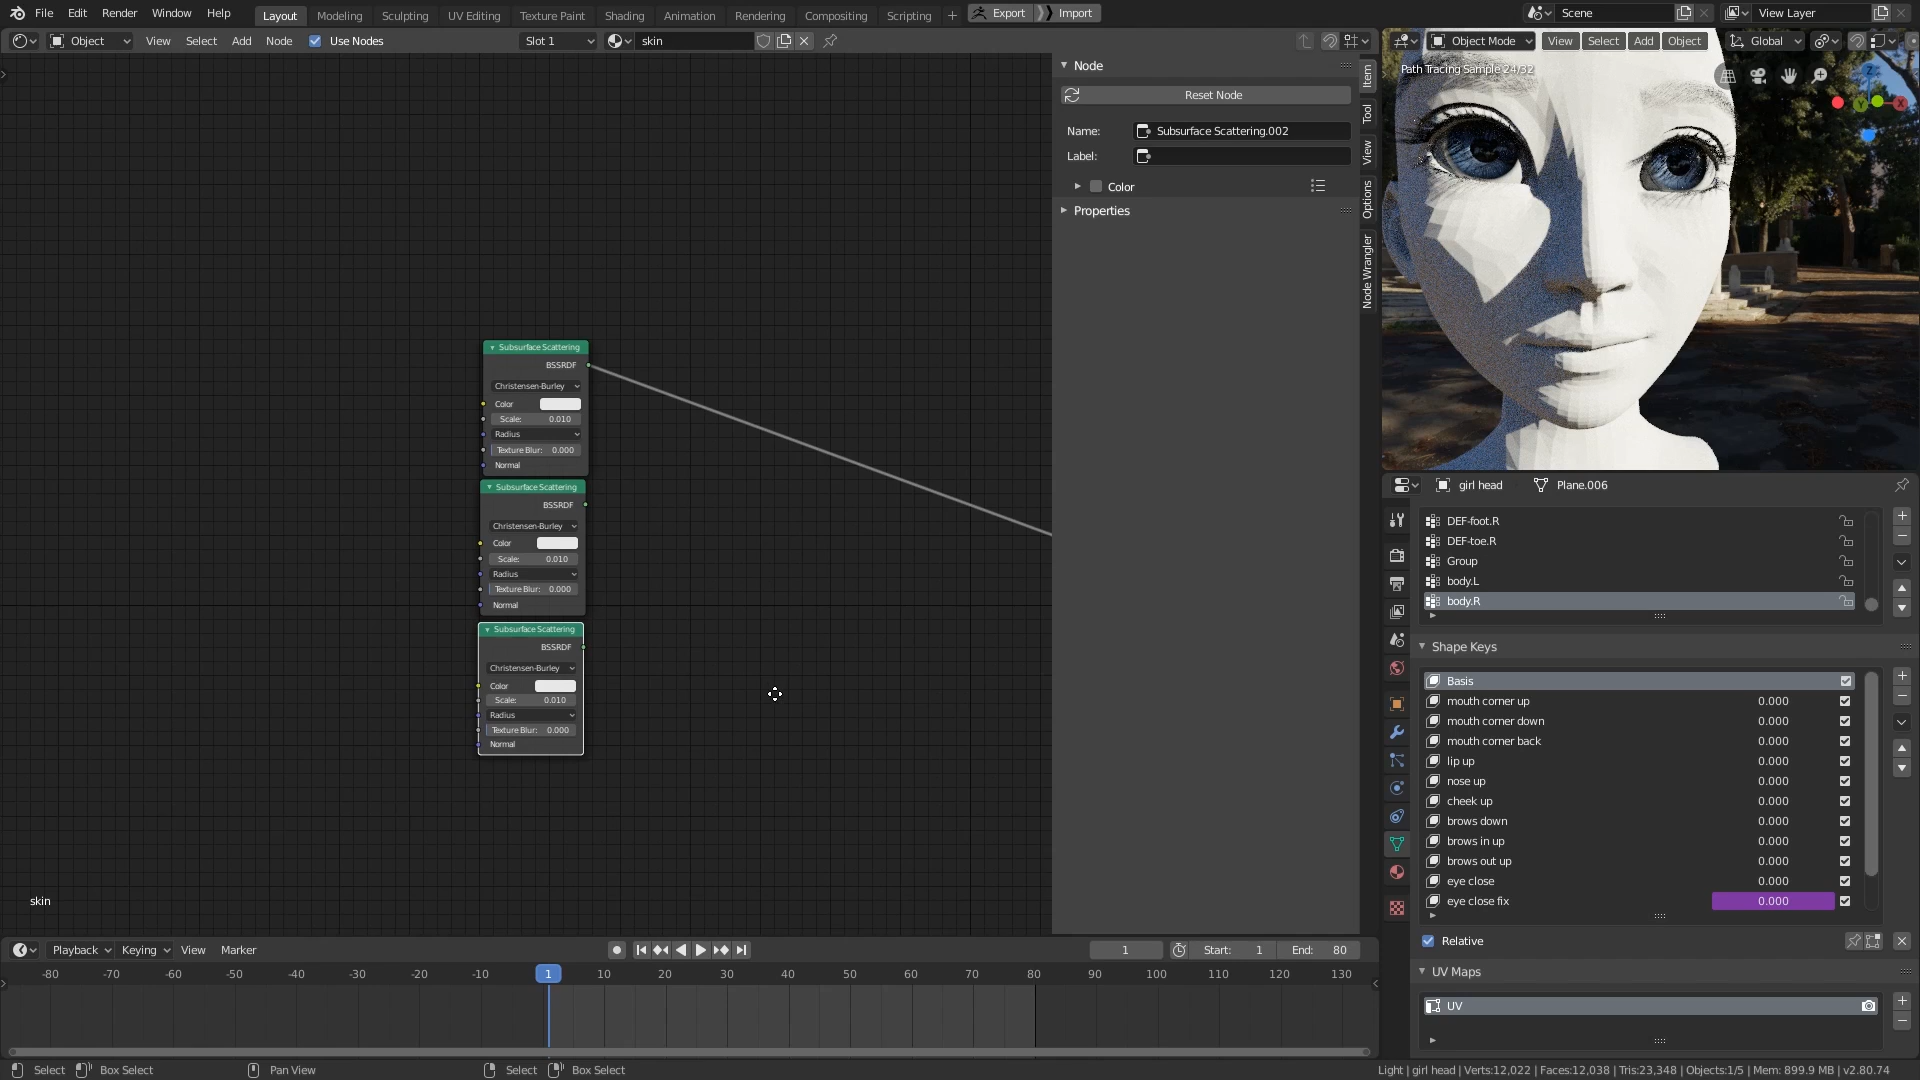 File Edit Render Window Help Layout Modeling Sculpting UV Editing Texture Paint Shading Animation Rendering Compositing Scripting + Export Import Scene View Layer
Object View Select Add Node Use Nodes Slot 1 skin
Object Mode View Select Add Object Global
Path Tracing Sample 24/32
Z
Y
X
Node
Reset Node
Name: Subsurface Scattering.002
Label:
Color
Properties
Item
Tool
View
Options
Node Wrangler
Subsurface Scattering
BSSRDF
Christensen-Burley
Color
Scale: 0.010
Radius
Texture Blur: 0.000
Normal
Subsurface Scattering
BSSRDF
Christensen-Burley
Color
Scale: 0.010
Radius
Texture Blur: 0.000
Normal
Subsurface Scattering
BSSRDF
Christensen-Burley
Color
Scale: 0.010
Radius
Texture Blur: 0.000
Normal
skin
girl head Plane.006
DEF-foot.R
DEF-toe.R
Group
body.L
body.R
Shape Keys
Basis
mouth corner up 0.000
mouth corner down 0.000
mouth corner back 0.000
lip up 0.000
nose up 0.000
cheek up 0.000
brows down 0.000
brows in up 0.000
brows out up 0.000
eye close 0.000
eye close fix 0.000
Relative
UV Maps
UV
Playback Keying View Marker 1 Start: 1 End: 80
-80 -70 -60 -50 -40 -30 -20 -10 1 10 20 30 40 50 60 70 80 90 100 110 120 130
Select Box Select Pan View Select Box Select Light | girl head | Verts:12,022 | Faces:12,038 | Tris:23,348 | Objects:1/5 | Mem: 899.9 MB | v2.80.74